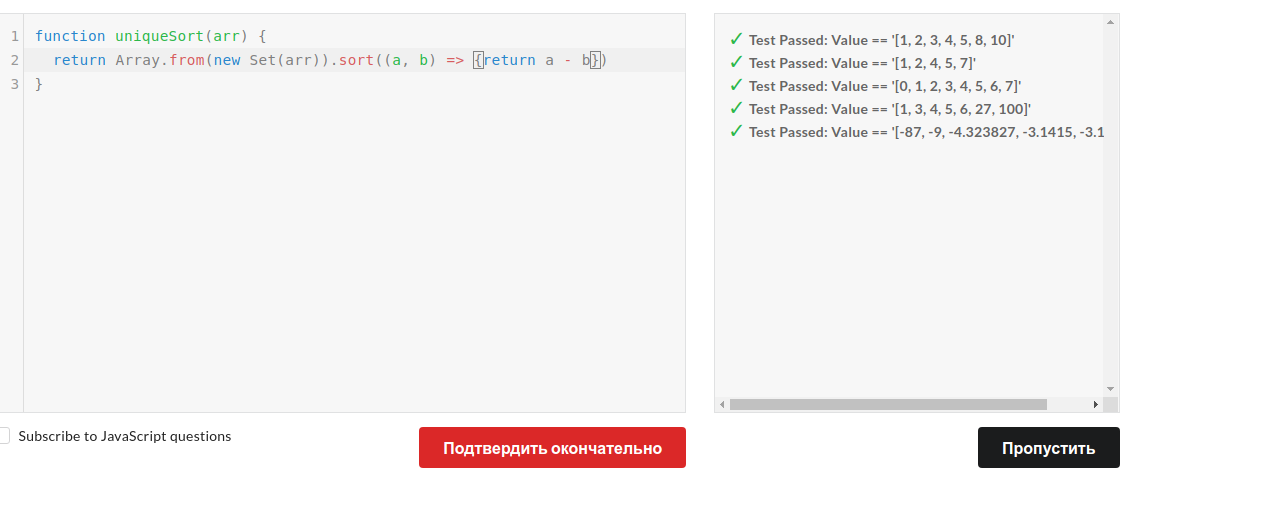 1 function uniqueSort(arr) {
2 return Array.from(new Set(arr)).sort((a, b) => {return a - b})
3 }
✓ Test Passed: Value == '[1, 2, 3, 4, 5, 8, 10]'
✓ Test Passed: Value == '[1, 2, 4, 5, 7]'
✓ Test Passed: Value == '[0, 1, 2, 3, 4, 5, 6, 7]'
✓ Test Passed: Value == '[1, 3, 4, 5, 6, 27, 100]'
✓ Test Passed: Value == '[-87, -9, -4.323827, -3.1415, -3.1
Subscribe to JavaScript questions
Подтвердить окончательно
Пропустить